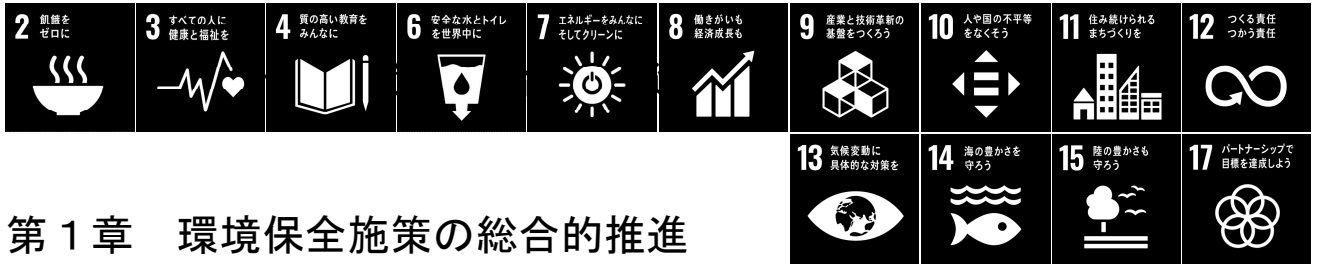 2 飢餓を
ゼロに
3 すべての人に
健康と福祉を
4 質の高い教育を
みんなに
6 安全な水とトイレ
を世界中に
7 エネルギーをみんなに
そしてクリーンに
8 働きがいも
経済成長も
9 産業と技術革新の
基盤をつくろう
10 人や国の不平等
をなくそう
11 住み続けられる
まちづくりを
12 つくる責任
つかう責任
13 気候変動に
具体的な対策を
14 海の豊かさを
守ろう
15 陸の豊かさも
守ろう
17 パートナーシップで
目標を達成しよう
第1章 環境保全施策の総合的推進